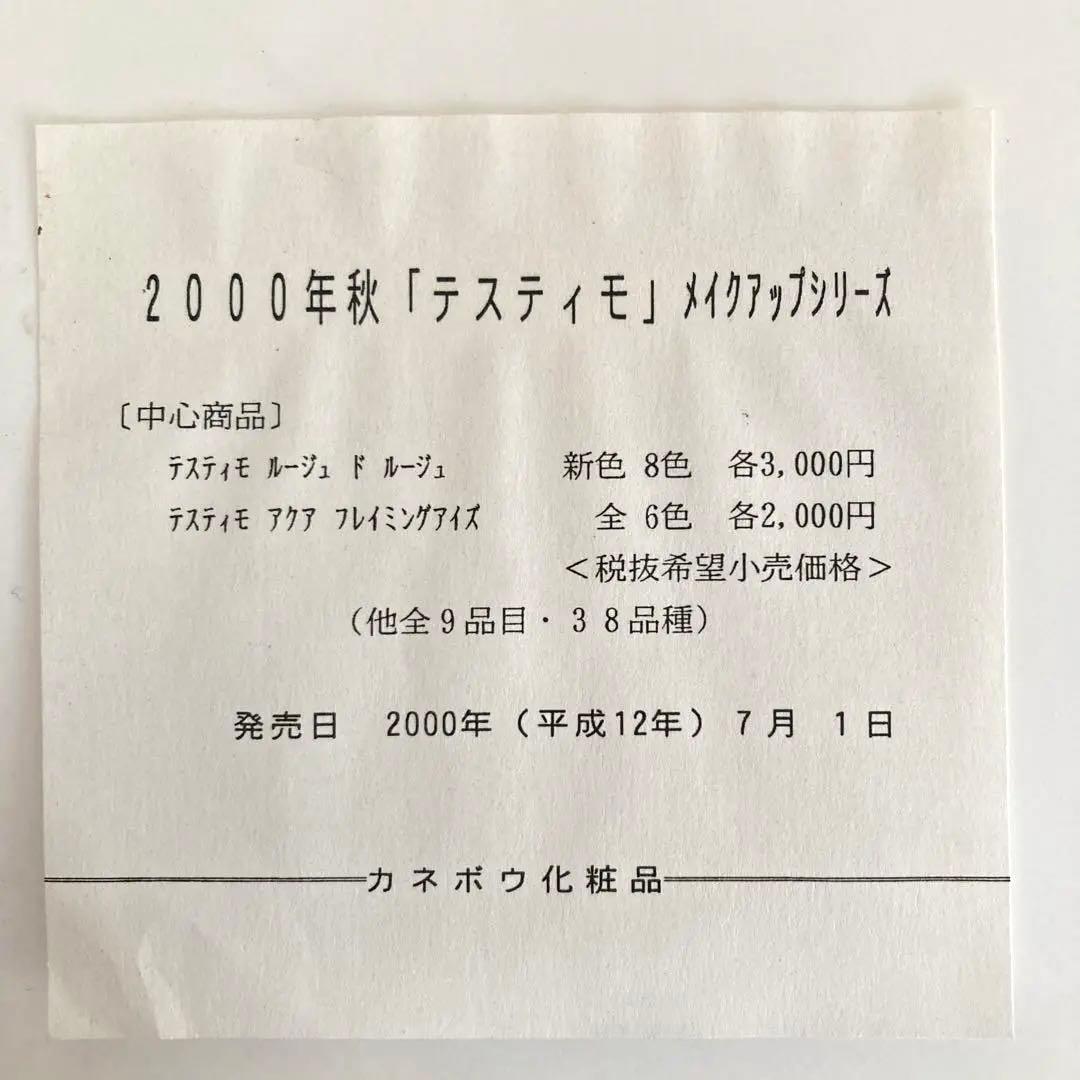 ２０００年秋「テスティモ」ﾒｲｸｱｯﾌﾟｼﾘｰｽﾞ
〔中心商品〕
ﾃｽﾃｨﾓ ﾙｰｼﾞｭ ﾄﾞ ﾙｰｼﾞｭ 新色 8色 各3,000円
ﾃｽﾃｨﾓ ｱｸｱ ﾌﾚｲﾐﾝｸﾞｱｲｽﾞ 全 6色 各2,000円
＜税抜希望小売価格＞
（他全９品目・３８品種）
発売日 2000年（平成12年）７月 １日
カネボウ化粧品